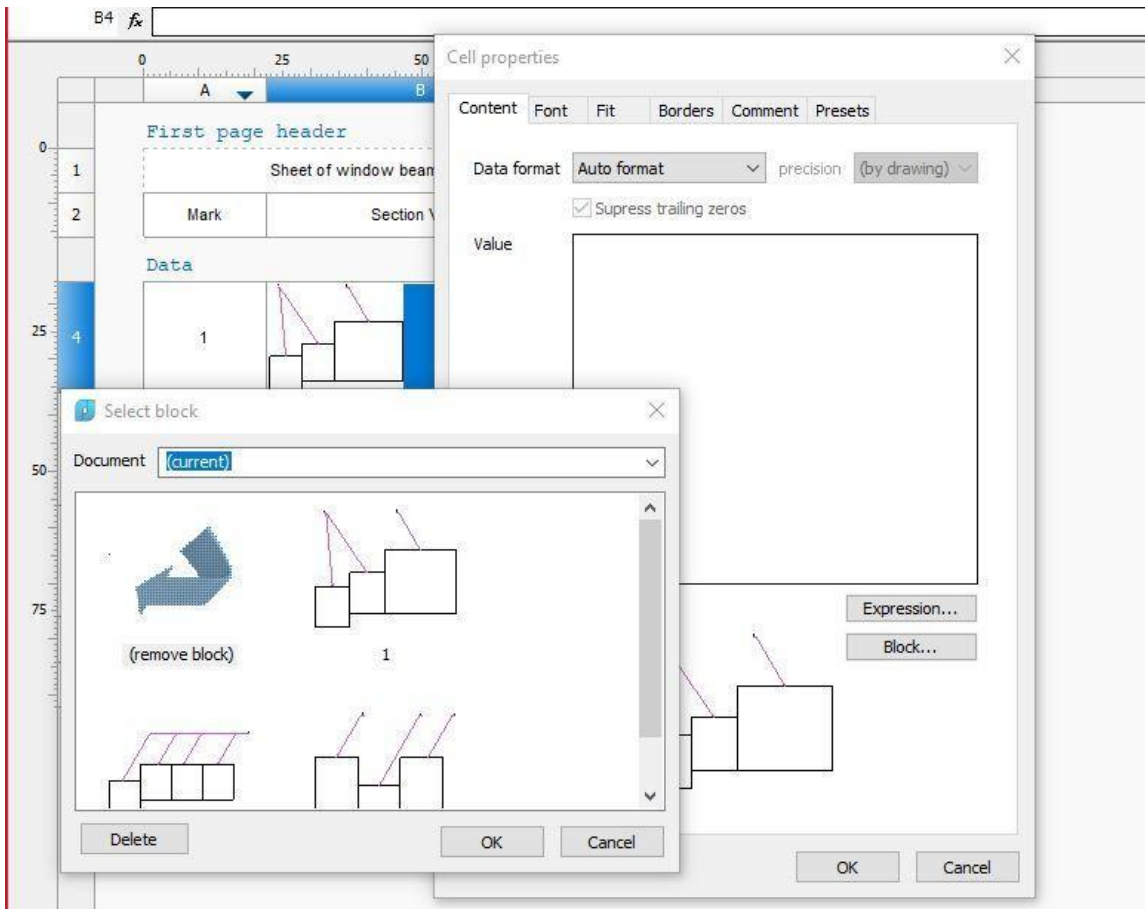 B4 fx
0 25 50
A B
First page header
0
1 Sheet of window beam
2 Mark Section V
Data
25 4 1
50
75
Cell properties
Content Font Fit Borders Comment Presets
Data format Auto format precision (by drawing)
Supress trailing zeros
Value
Expression...
Block...
OK Cancel
Select block
Document (current)
(remove block) 1
Delete OK Cancel